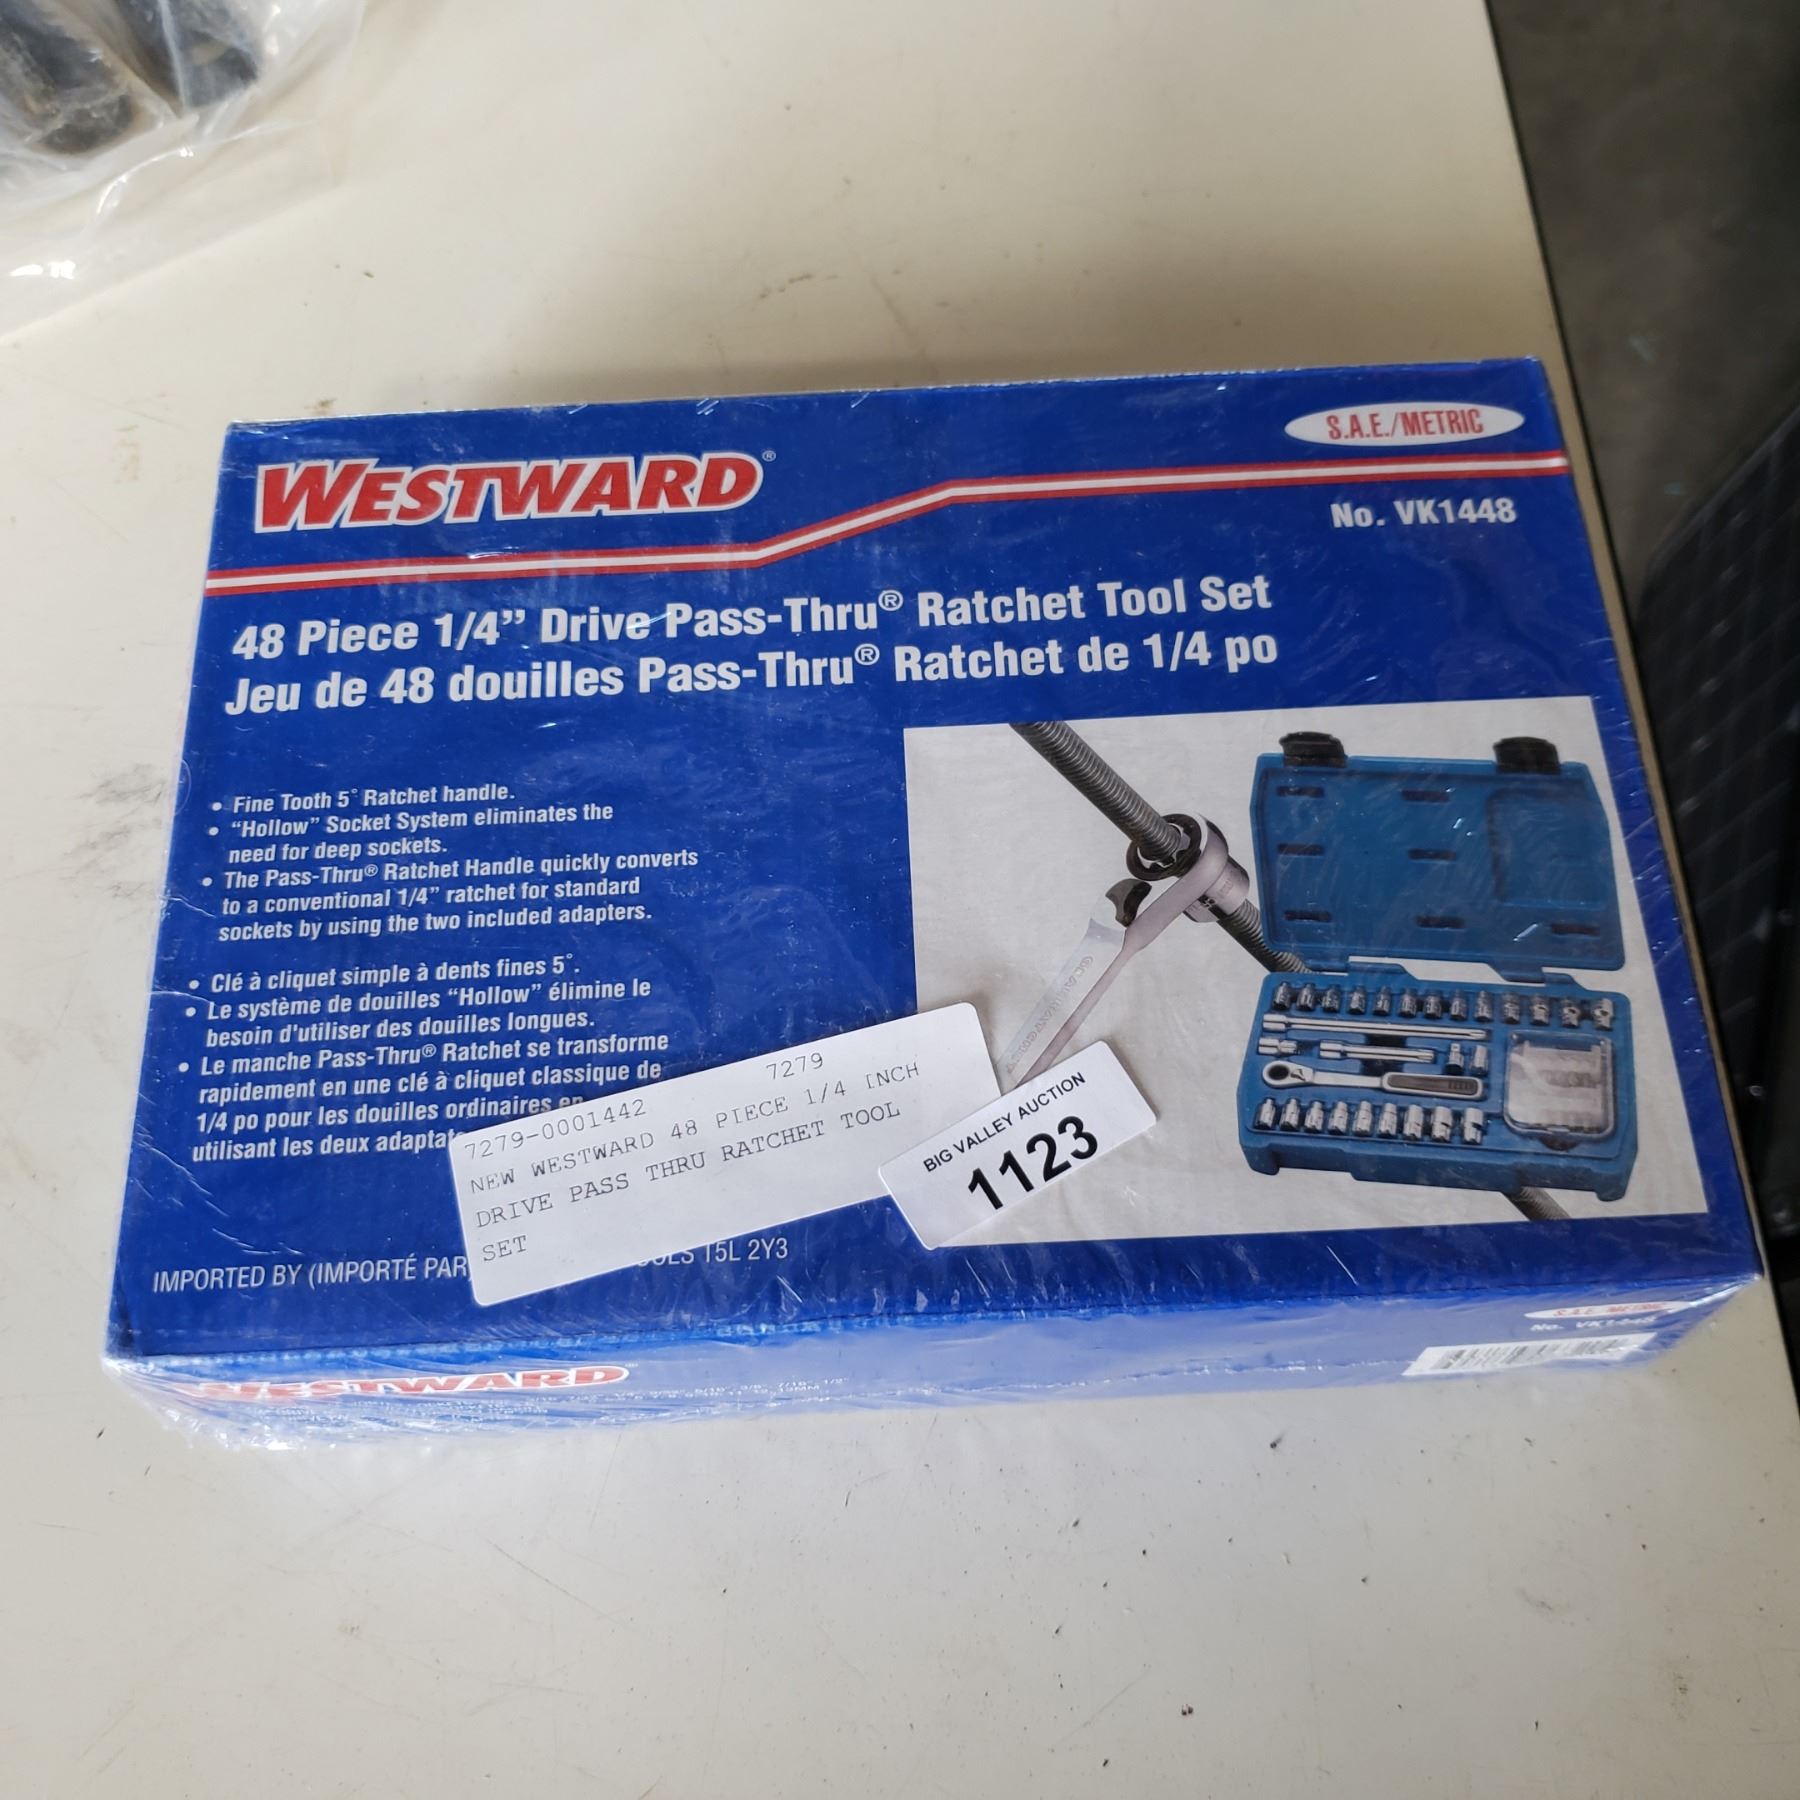 S.A.E./METRIC
WESTWARD®
No. VK1448
48 Piece 1/4” Drive Pass-Thru® Ratchet Tool Set
Jeu de 48 douilles Pass-Thru® Ratchet de 1/4 po
• Fine Tooth 5° Ratchet handle.
• “Hollow” Socket System eliminates the
need for deep sockets.
• The Pass-Thru® Ratchet Handle quickly converts
to a conventional 1/4” ratchet for standard
sockets by using the two included adapters.
• Clé à cliquet simple à dents fines 5°.
• Le système de douilles “Hollow” élimine le
besoin d'utiliser des douilles longues.
• Le manche Pass-Thru® Ratchet se transforme
rapidement en une clé à cliquet classique de
1/4 po pour les douilles ordinaires en
utilisant les deux
7279
7279-0001442
NEW WESTWARD 48 PIECE 1/4 INCH
DRIVE PASS THRU RATCHET TOOL
SET
BIG VALLEY AUCTION
1123
IMPORTED BY (IMPORTÉ PAR) T5L 2Y3
WESTWARD
S.A.E. METRIC
No. VK1448